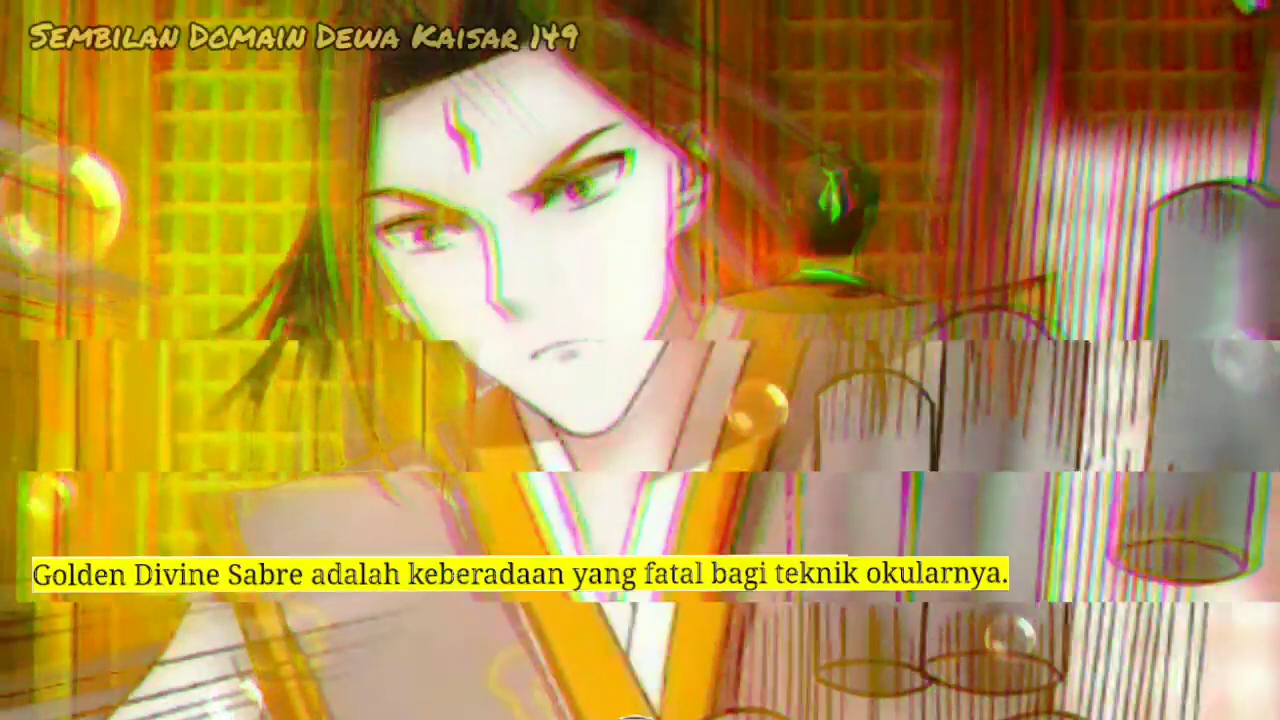 Sembilan Domain Dewa Kaisar 149
Golden Divine Sabre adalah keberadaan yang fatal bagi teknik okularnya.